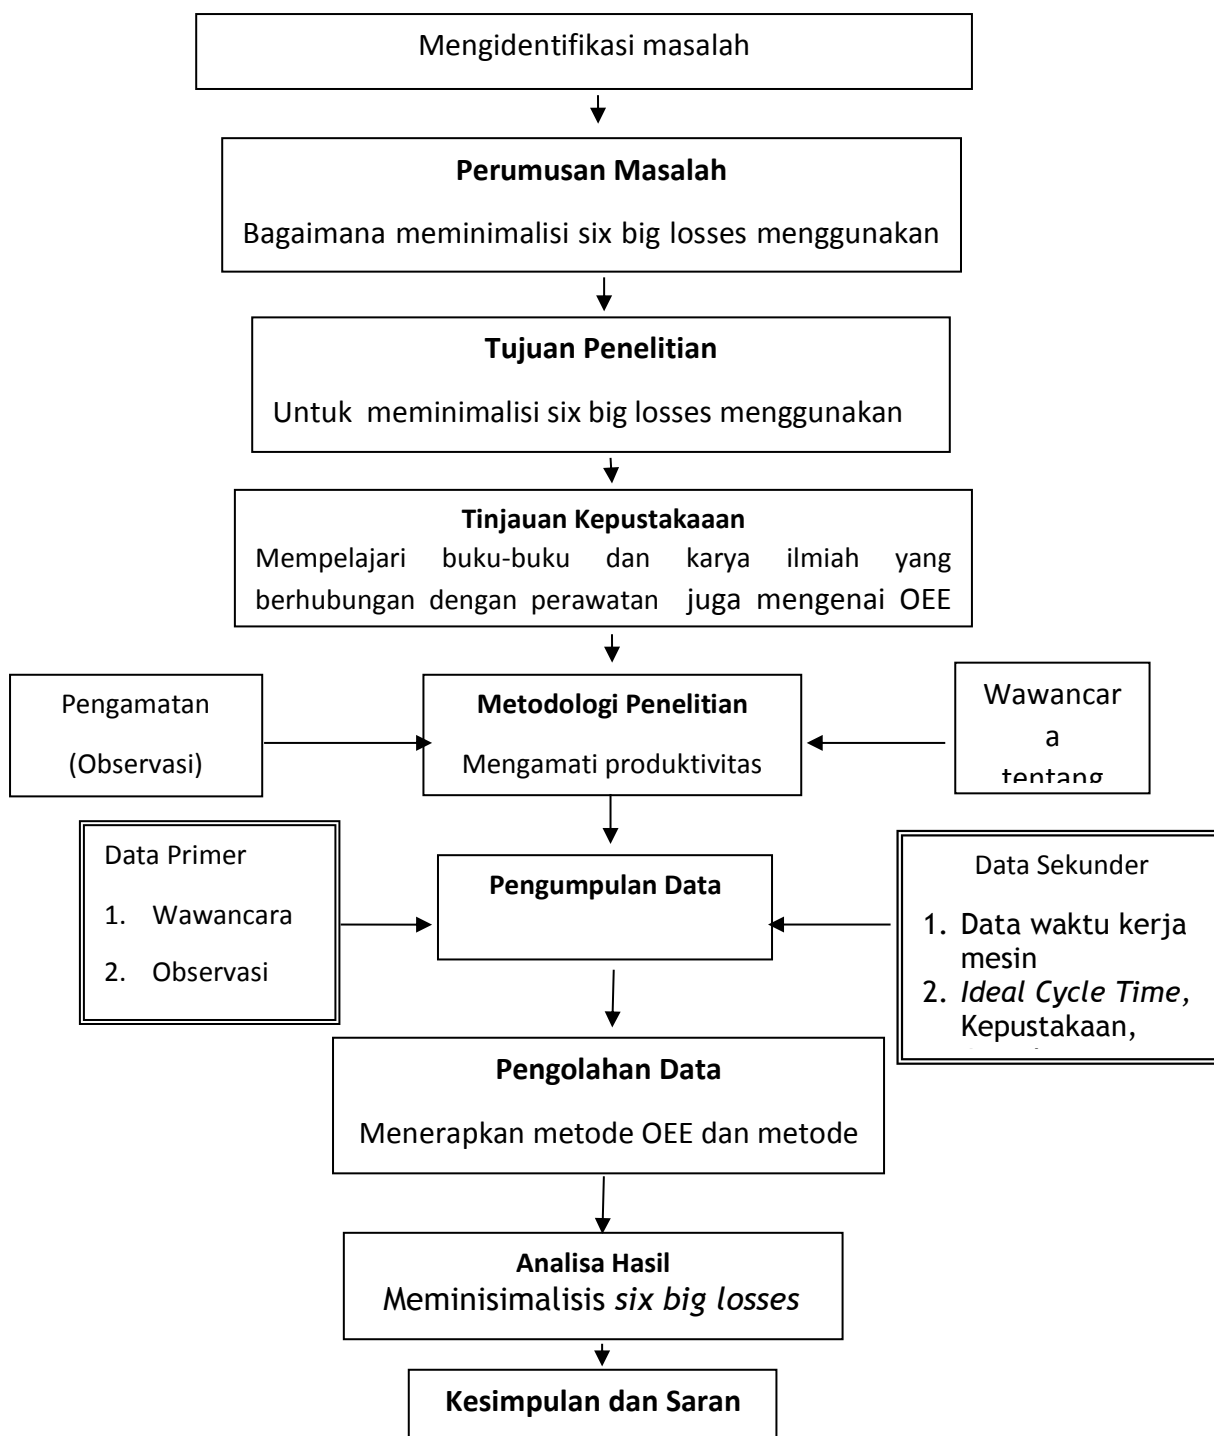 Mengidentifikasi masalah
Perumusan Masalah
Bagaimana meminimalisi six big losses menggunakan
Tujuan Penelitian
Untuk meminimalisi six big losses menggunakan
Tinjauan Kepustakaaan
Mempelajari buku-buku dan karya ilmiah yang
berhubungan dengan perawatan juga mengenai OEE
Pengamatan
(Observasi)
Metodologi Penelitian
Mengamati produktivitas
Wawancar
a
tentang
Data Primer
1. Wawancara
2. Observasi
Pengumpulan Data
Data Sekunder
1. Data waktu kerja
mesin
2. Ideal Cycle Time,
Kepustakaan,
Pengolahan Data
Menerapkan metode OEE dan metode
Analisa Hasil
Meminisimalisis six big losses
Kesimpulan dan Saran